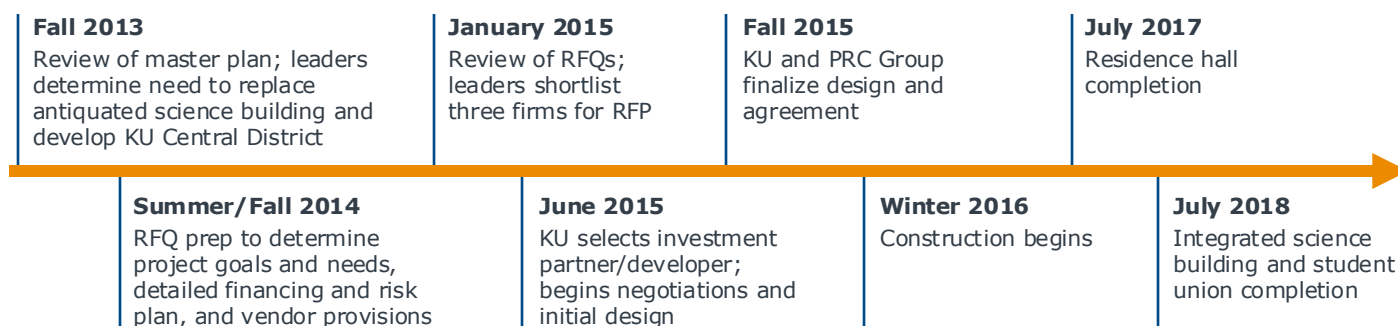 Fall 2013
Review of master plan; leaders
determine need to replace
antiquated science building and
develop KU Central District
January 2015
Review of RFQs;
leaders shortlist
three firms for RFP
Fall 2015
KU and PRC Group
finalize design and
agreement
July 2017
Residence hall
completion
Summer/Fall 2014
RFQ prep to determine
project goals and needs,
detailed financing and risk
plan, and vendor provisions
June 2015
KU selects investment
partner/developer;
begins negotiations and
initial design
Winter 2016
Construction begins
July 2018
Integrated science
building and student
union completion